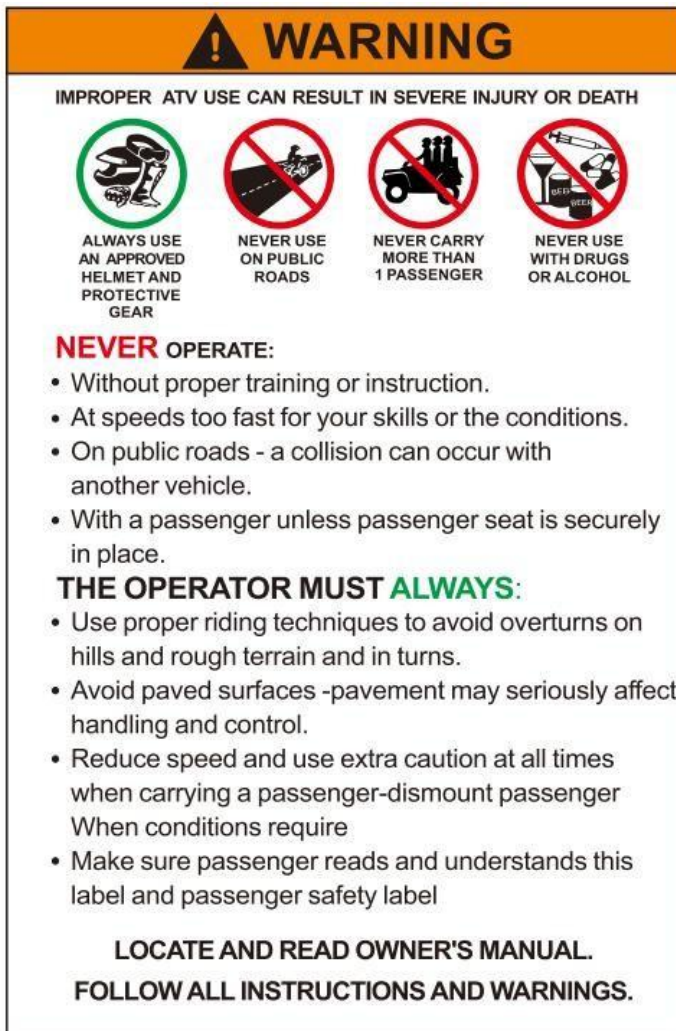 WARNING
IMPROPER ATV USE CAN RESULT IN SEVERE INJURY OR DEATH
BEER
BEER
ALWAYS USE
AN APPROVED
HELMET AND
PROTECTIVE
GEAR
NEVER USE
ON PUBLIC
ROADS
NEVER CARRY
MORE THAN
1 PASSENGER
NEVER USE
WITH DRUGS
OR ALCOHOL
NEVER OPERATE:
• Without proper training or instruction.
• At speeds too fast for your skills or the conditions.
• On public roads - a collision can occur with
another vehicle.
• With a passenger unless passenger seat is securely
in place.
THE OPERATOR MUST ALWAYS:
• Use proper riding techniques to avoid overturns on
hills and rough terrain and in turns.
• Avoid paved surfaces -pavement may seriously affect
handling and control.
• Reduce speed and use extra caution at all times
when carrying a passenger-dismount passenger
When conditions require
• Make sure passenger reads and understands this
label and passenger safety label
LOCATE AND READ OWNER'S MANUAL.
FOLLOW ALL INSTRUCTIONS AND WARNINGS.